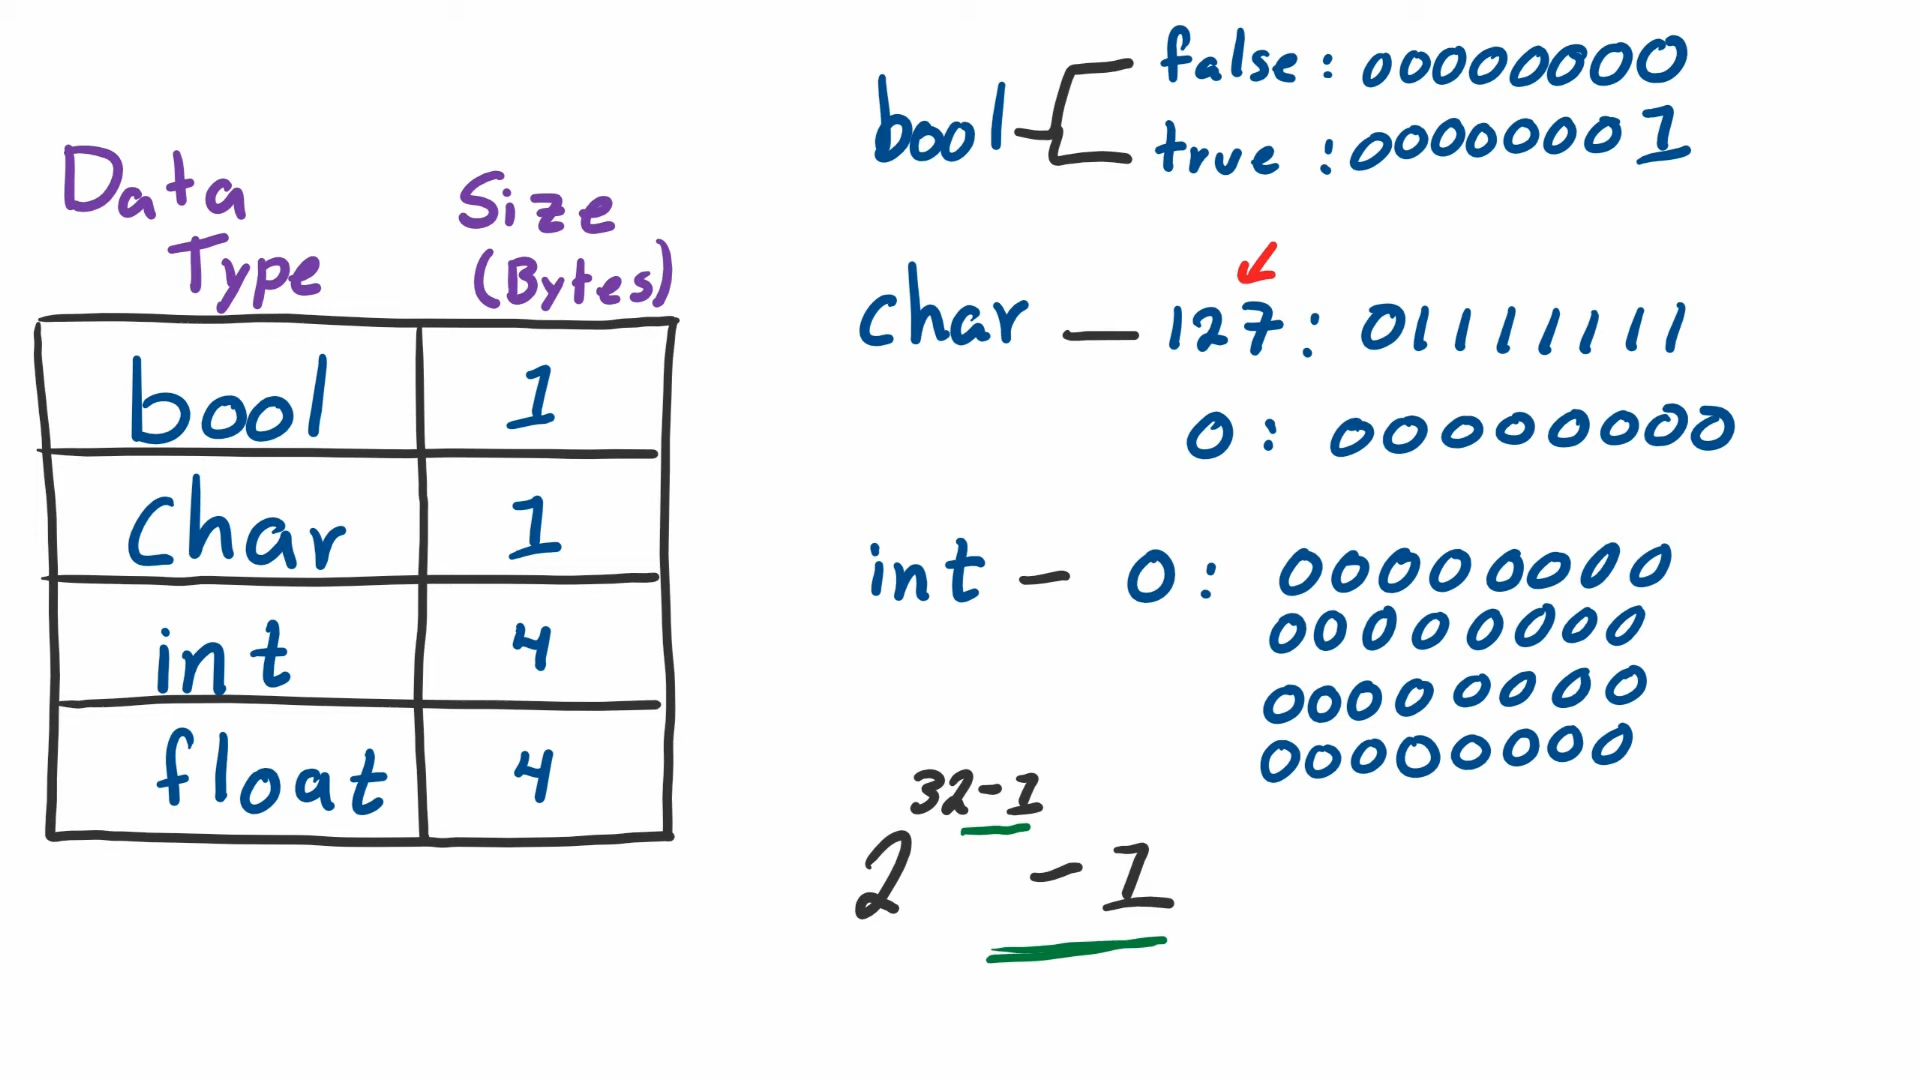 Data Type
Size (Bytes)
bool 1
char 1
int 4
float 4
bool
false: 00000000
true: 00000001
char — 127: 01111111
0: 00000000
int - 0: 00000000
00000000
00000000
00000000
2^32-1 - 1